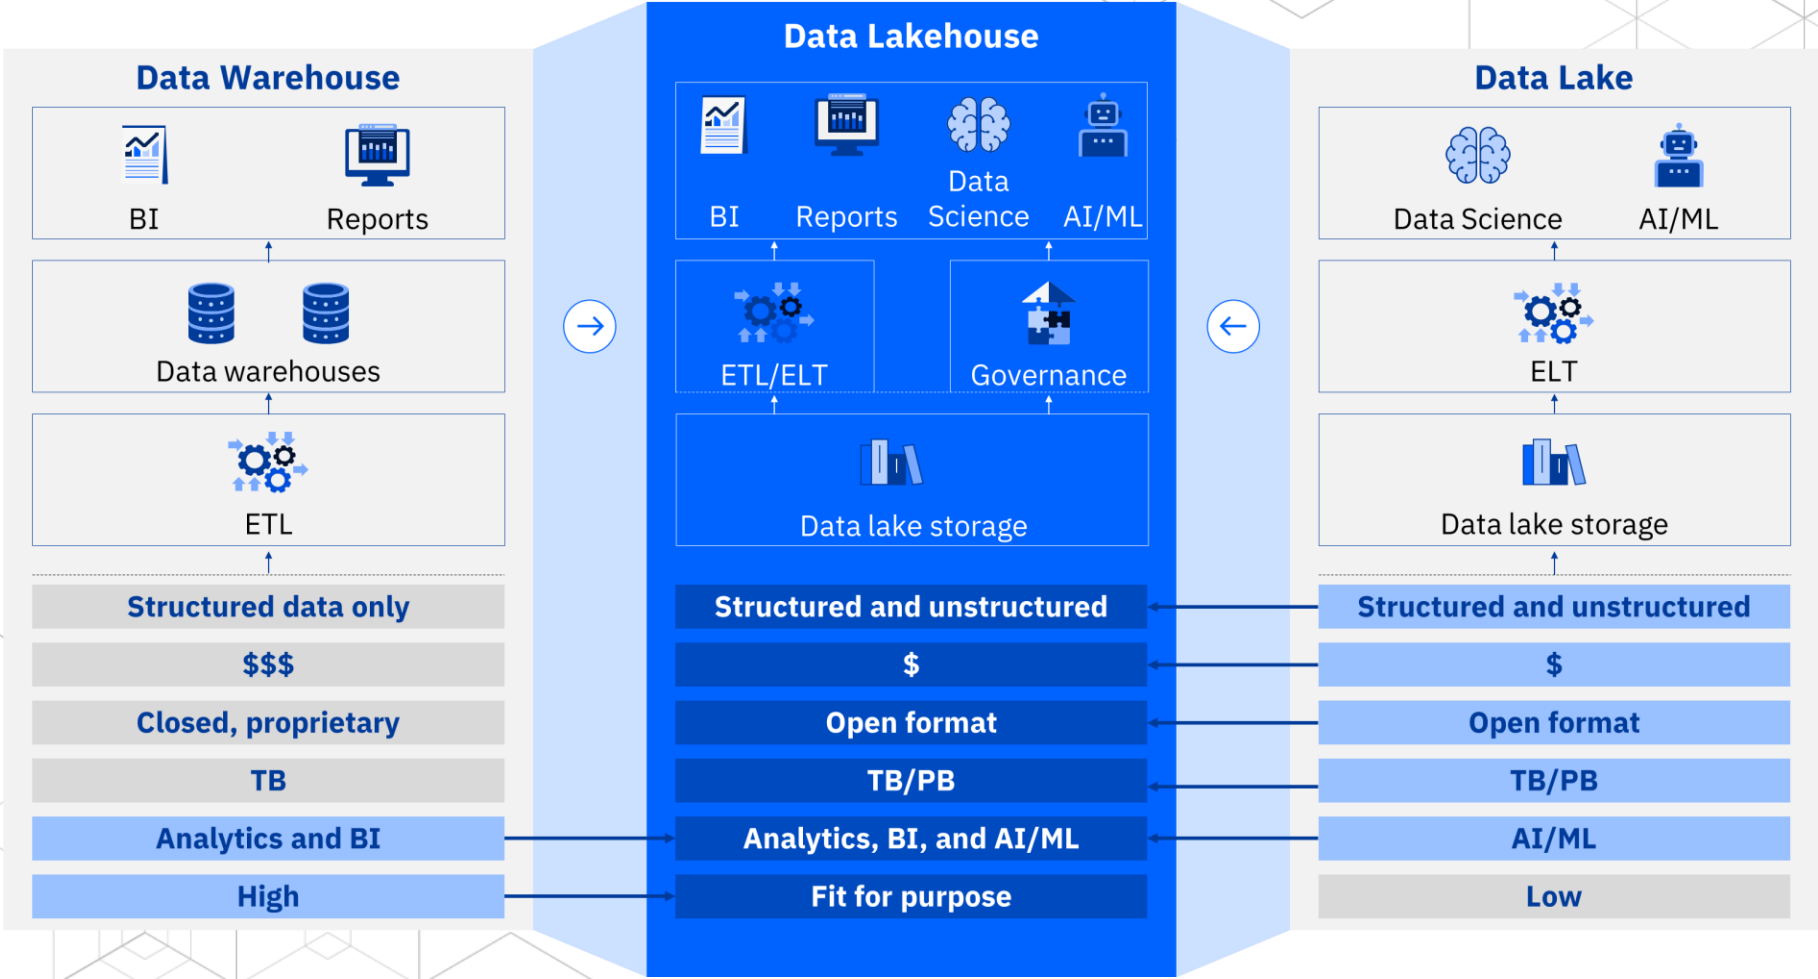 Data Warehouse
BI
Reports
Data warehouses
ETL
Structured data only
$$$
Closed, proprietary
TB
Analytics and BI
High
Data Lakehouse
BI
Reports
Data
Science
AI/ML
ETL/ELT
Governance
Data lake storage
Structured and unstructured
$
Open format
TB/PB
Analytics, BI, and AI/ML
Fit for purpose
Data Lake
Data Science
AI/ML
ELT
Data lake storage
Structured and unstructured
$
Open format
TB/PB
AI/ML
Low